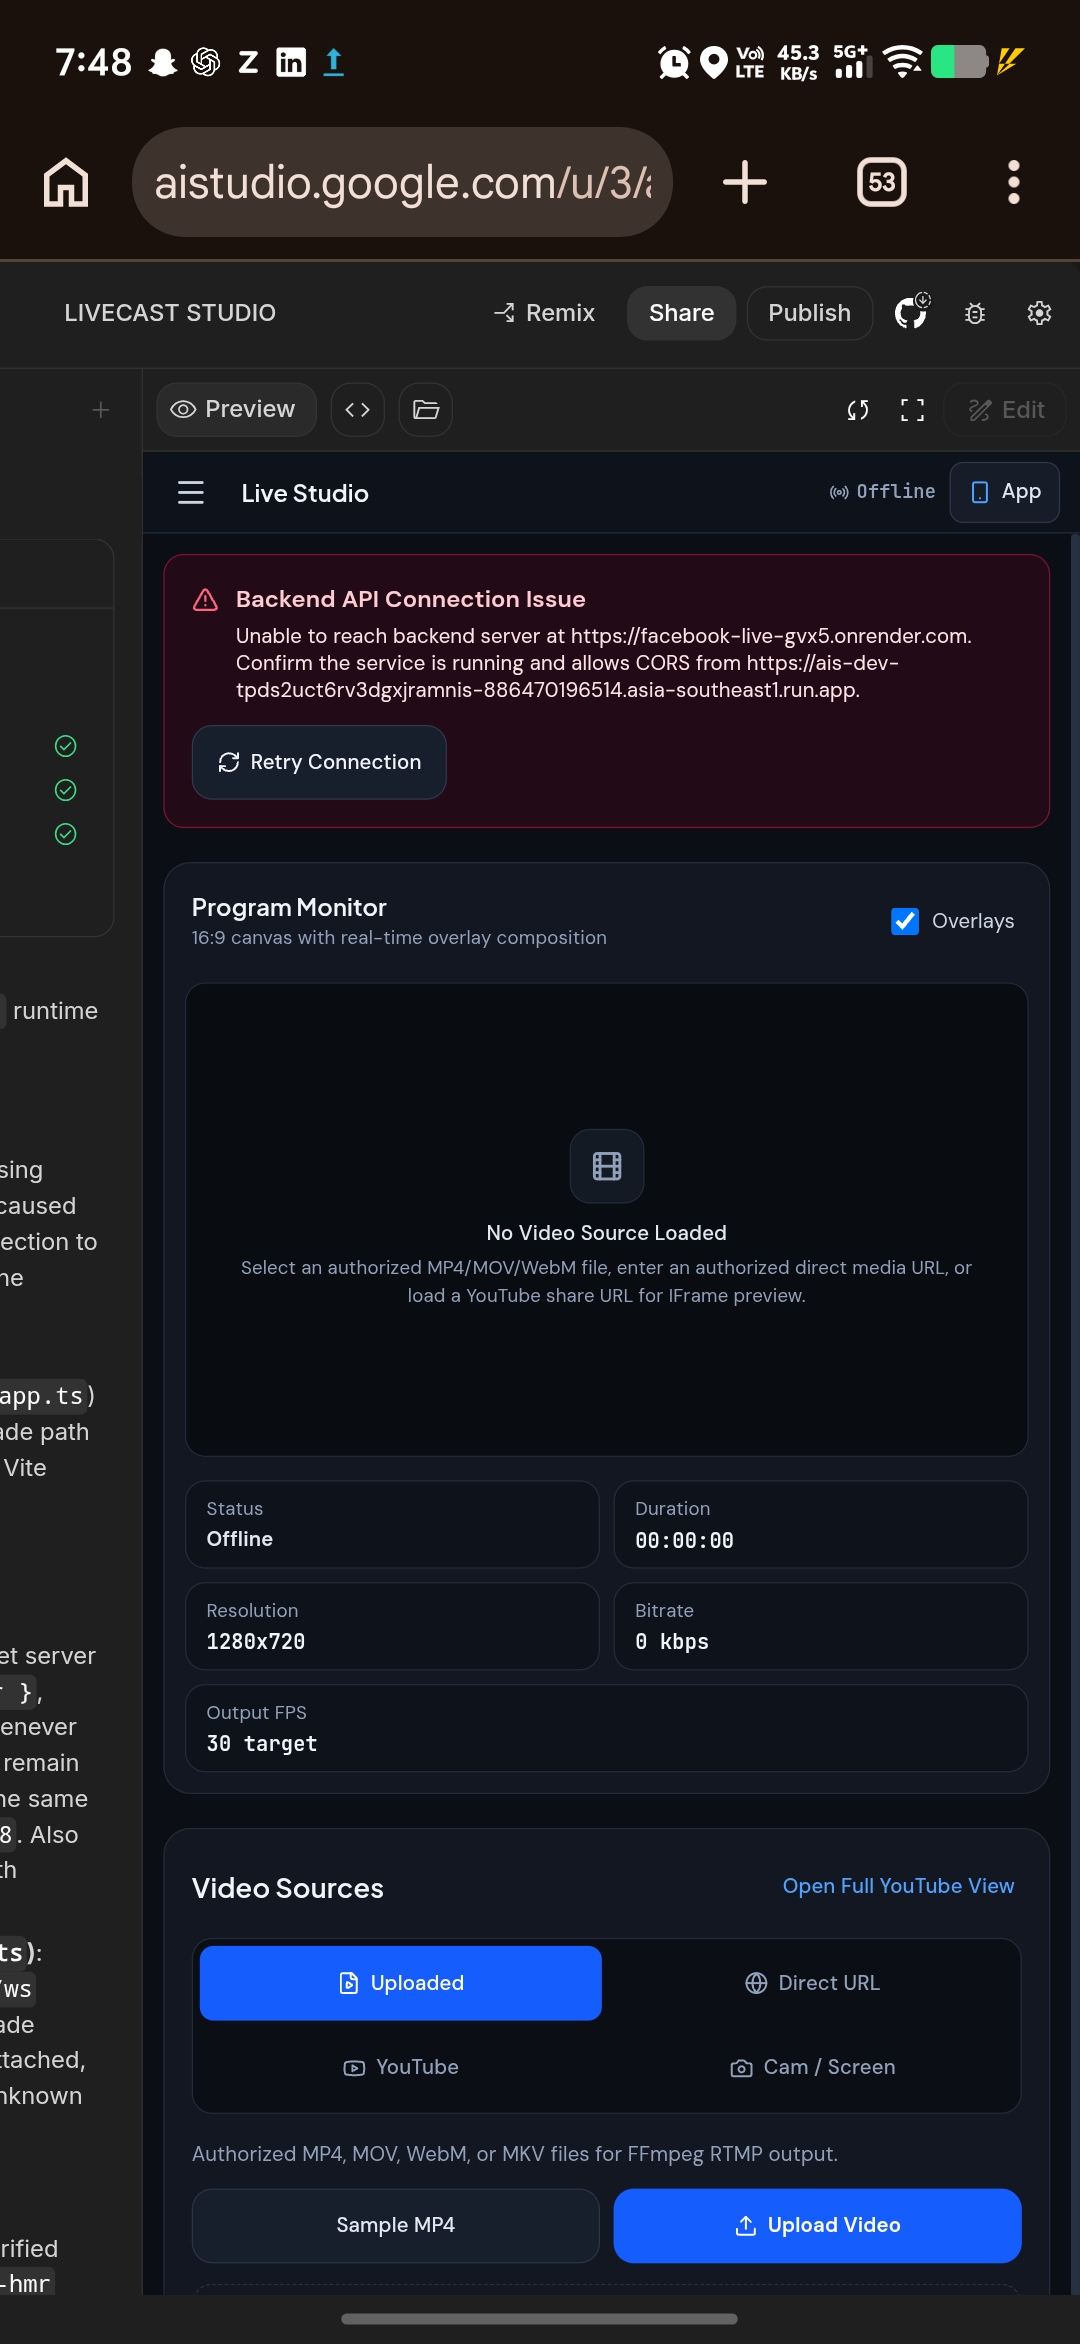 7:48
Z
in
Vo)
LTE
45.3
KB/s
5G+
aistudio.google.com/u/3/
53
LIVECAST STUDIO
Remix
Share
Publish
Preview
Edit
Live Studio
Offline
App
Backend API Connection Issue
Unable to reach backend server at https://facebook-live-gvx5.onrender.com.
Confirm the service is running and allows CORS from https://ais-dev-
tpds2uct6rv3dgxjramnis-886470196514.asia-southeast1.run.app.
Retry Connection
Program Monitor
16:9 canvas with real-time overlay composition
Overlays
runtime
sing
caused
ection to
ne
app.ts)
ade path
Vite
No Video Source Loaded
Select an authorized MP4/MOV/WebM file, enter an authorized direct media URL, or
load a YouTube share URL for IFrame preview.
Status
Offline
Duration
00:00:00
Resolution
1280x720
Bitrate
0 kbps
Output FPS
30 target
et server
r },
enever
remain
ne same
8. Also
th
ts):
/ws
ade
ttached,
nknown
rified
-hmr
Video Sources
Open Full YouTube View
Uploaded
Direct URL
YouTube
Cam / Screen
Authorized MP4, MOV, WebM, or MKV files for FFmpeg RTMP output.
Sample MP4
Upload Video